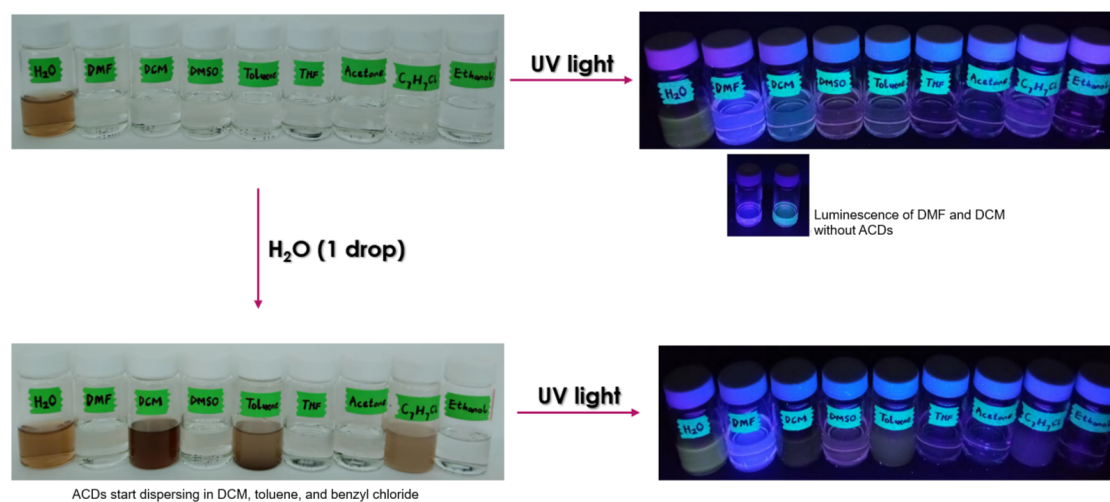 H₂O DMF DCM DMSO Toluene THF Acetone C₇H₇Cl Ethanol
UV light
H₂O DMF DCM DMSO Toluene THF Acetone C₇H₇Cl Ethanol
Luminescence of DMF and DCM
without ACDs
H₂O (1 drop)
H₂O DMF DCM DMSO Toluene THF Acetone C₇H₇Cl Ethanol
UV light
H₂O DMF DCM DMSO Toluene THF Acetone C₇H₇Cl Ethanol
ACDs start dispersing in DCM, toluene, and benzyl chloride